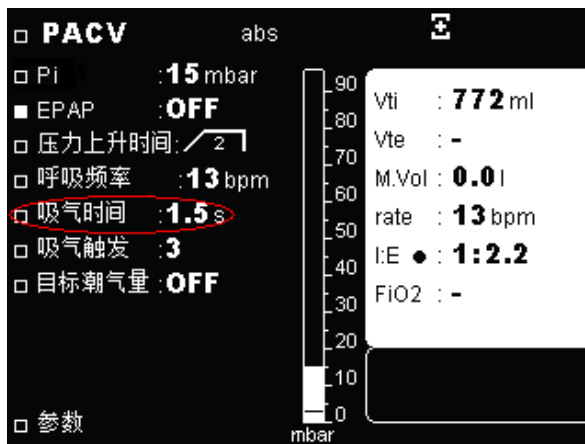 PACV abs
Pi :15 mbar
EPAP :OFF
压力上升时间: 2
呼吸频率 :13 bpm
吸气时间 :1.5 s
吸气触发 :3
目标潮气量 :OFF
参数
90
80
70
60
50
40
30
20
10
0
mbar
Vti : 772 ml
Vte : -
M.Vol : 0.0 l
rate : 13 bpm
I:E ● : 1:2.2
FiO2 : -